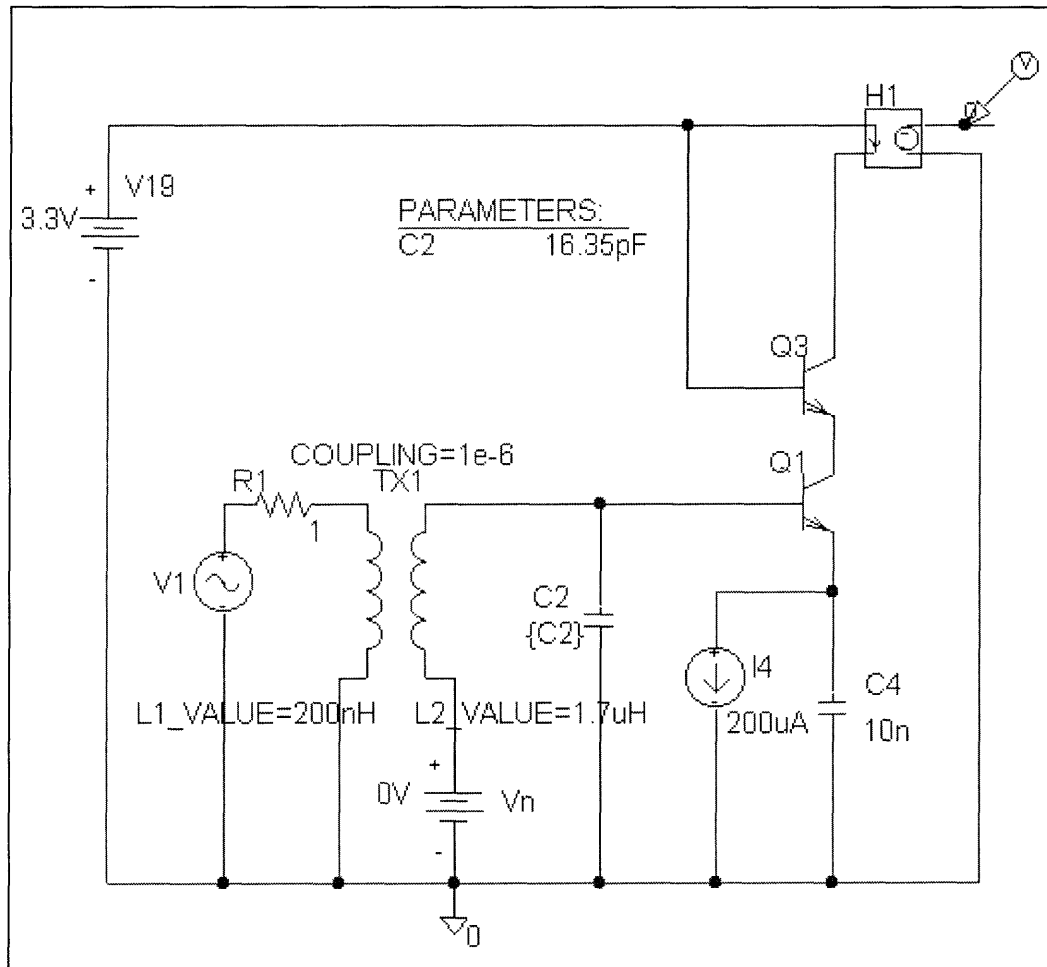 V
H1
0
+ V19
3.3V
-
PARAMETERS:
C2 16.35pF
Q3
COUPLING=1e-6
TX1
R1
1
Q1
+
V1
-
C2
{C2}
+
I4
200uA
C4
10n
L1_VALUE=200nH
L2_VALUE=1.7uH
+
0V Vn
-
0